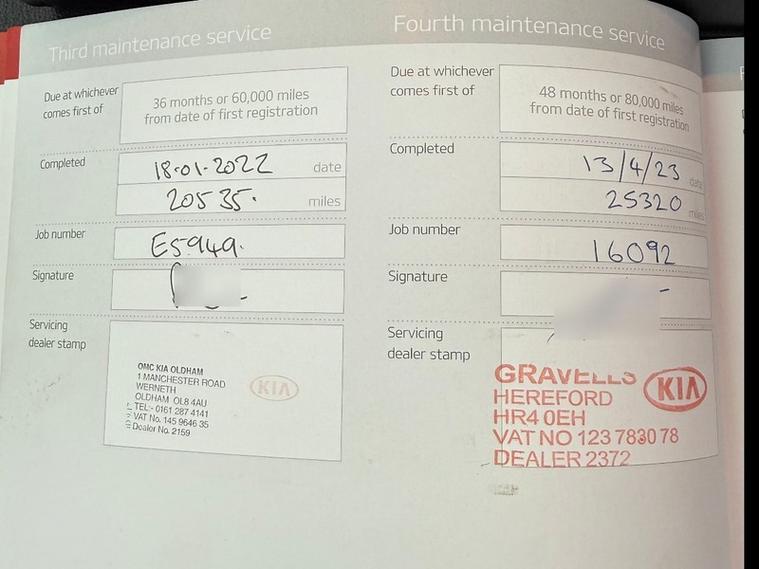 Third maintenance service
Due at whichever
comes first of
36 months or 60,000 miles
from date of first registration
Completed
18.01.2022 date
20535. miles
Job number
E5949.
Signature
Servicing
dealer stamp
OMC KIA OLDHAM
1 MANCHESTER ROAD
WERNETH
OLDHAM OL8 4AU
TEL:- 0161 287 4141
VAT No. 145 9646 35
Dealer No. 2159
KIA
Fourth maintenance service
Due at whichever
comes first of
48 months or 80,000 miles
from date of first registration
Completed
13/4/23 date
25320 miles
Job number
16092
Signature
Servicing
dealer stamp
GRAVELLS
HEREFORD
HR4 0EH
VAT NO 123 7830 78
DEALER 2372
KIA